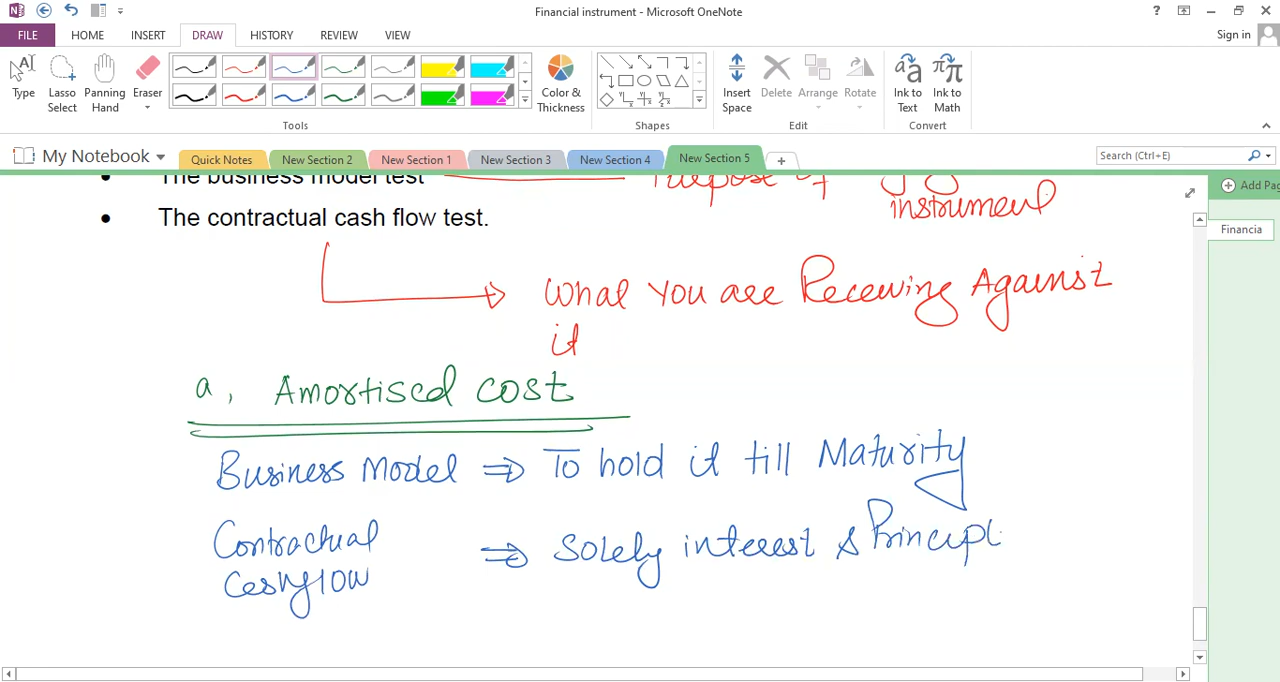 Financial instrument - Microsoft OneNote
?
FILE HOME INSERT DRAW HISTORY REVIEW VIEW
Sign in
Type
Lasso Select
Panning Hand
Eraser
Color & Thickness
Insert Space
Delete
Arrange
Rotate
Ink to Text
Ink to Math
Tools
Shapes
Edit
Convert
My Notebook
Quick Notes
New Section 2
New Section 1
New Section 3
New Section 4
New Section 5
Search (Ctrl+E)
Add Pag
Financia
• The business model test
instrument
• The contractual cash flow test.
What You are Receiving Against
it
a, Amortised cost
Business Model ⇒ To hold it till Maturity
Contractual Cashflow ⇒ Solely interest & Principl